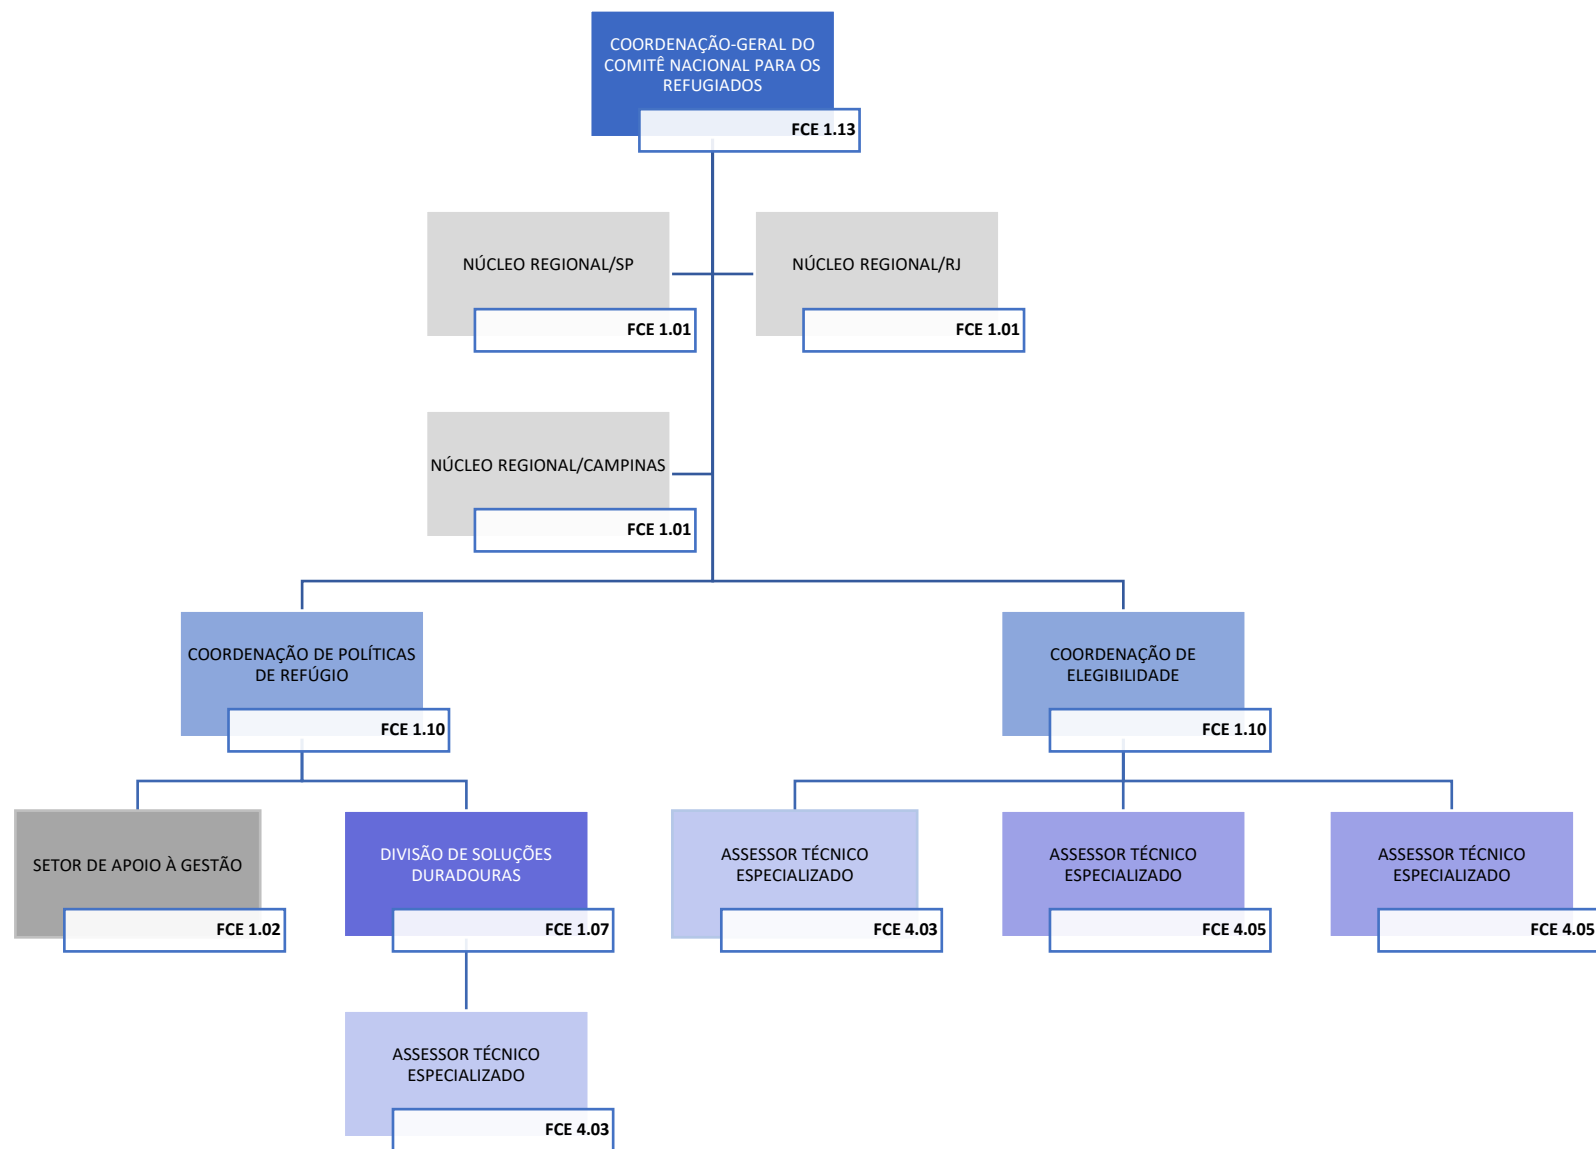 COORDENAÇÃO-GERAL DO
COMITÊ NACIONAL PARA OS
REFUGIADOS
FCE 1.13
NÚCLEO REGIONAL/SP
FCE 1.01
NÚCLEO REGIONAL/RJ
FCE 1.01
NÚCLEO REGIONAL/CAMPINAS
FCE 1.01
COORDENAÇÃO DE POLÍTICAS
DE REFÚGIO
FCE 1.10
COORDENAÇÃO DE
ELEGIBILIDADE
FCE 1.10
SETOR DE APOIO À GESTÃO
FCE 1.02
DIVISÃO DE SOLUÇÕES
DURADOURAS
FCE 1.07
ASSESSOR TÉCNICO
ESPECIALIZADO
FCE 4.03
ASSESSOR TÉCNICO
ESPECIALIZADO
FCE 4.05
ASSESSOR TÉCNICO
ESPECIALIZADO
FCE 4.05
ASSESSOR TÉCNICO
ESPECIALIZADO
FCE 4.03